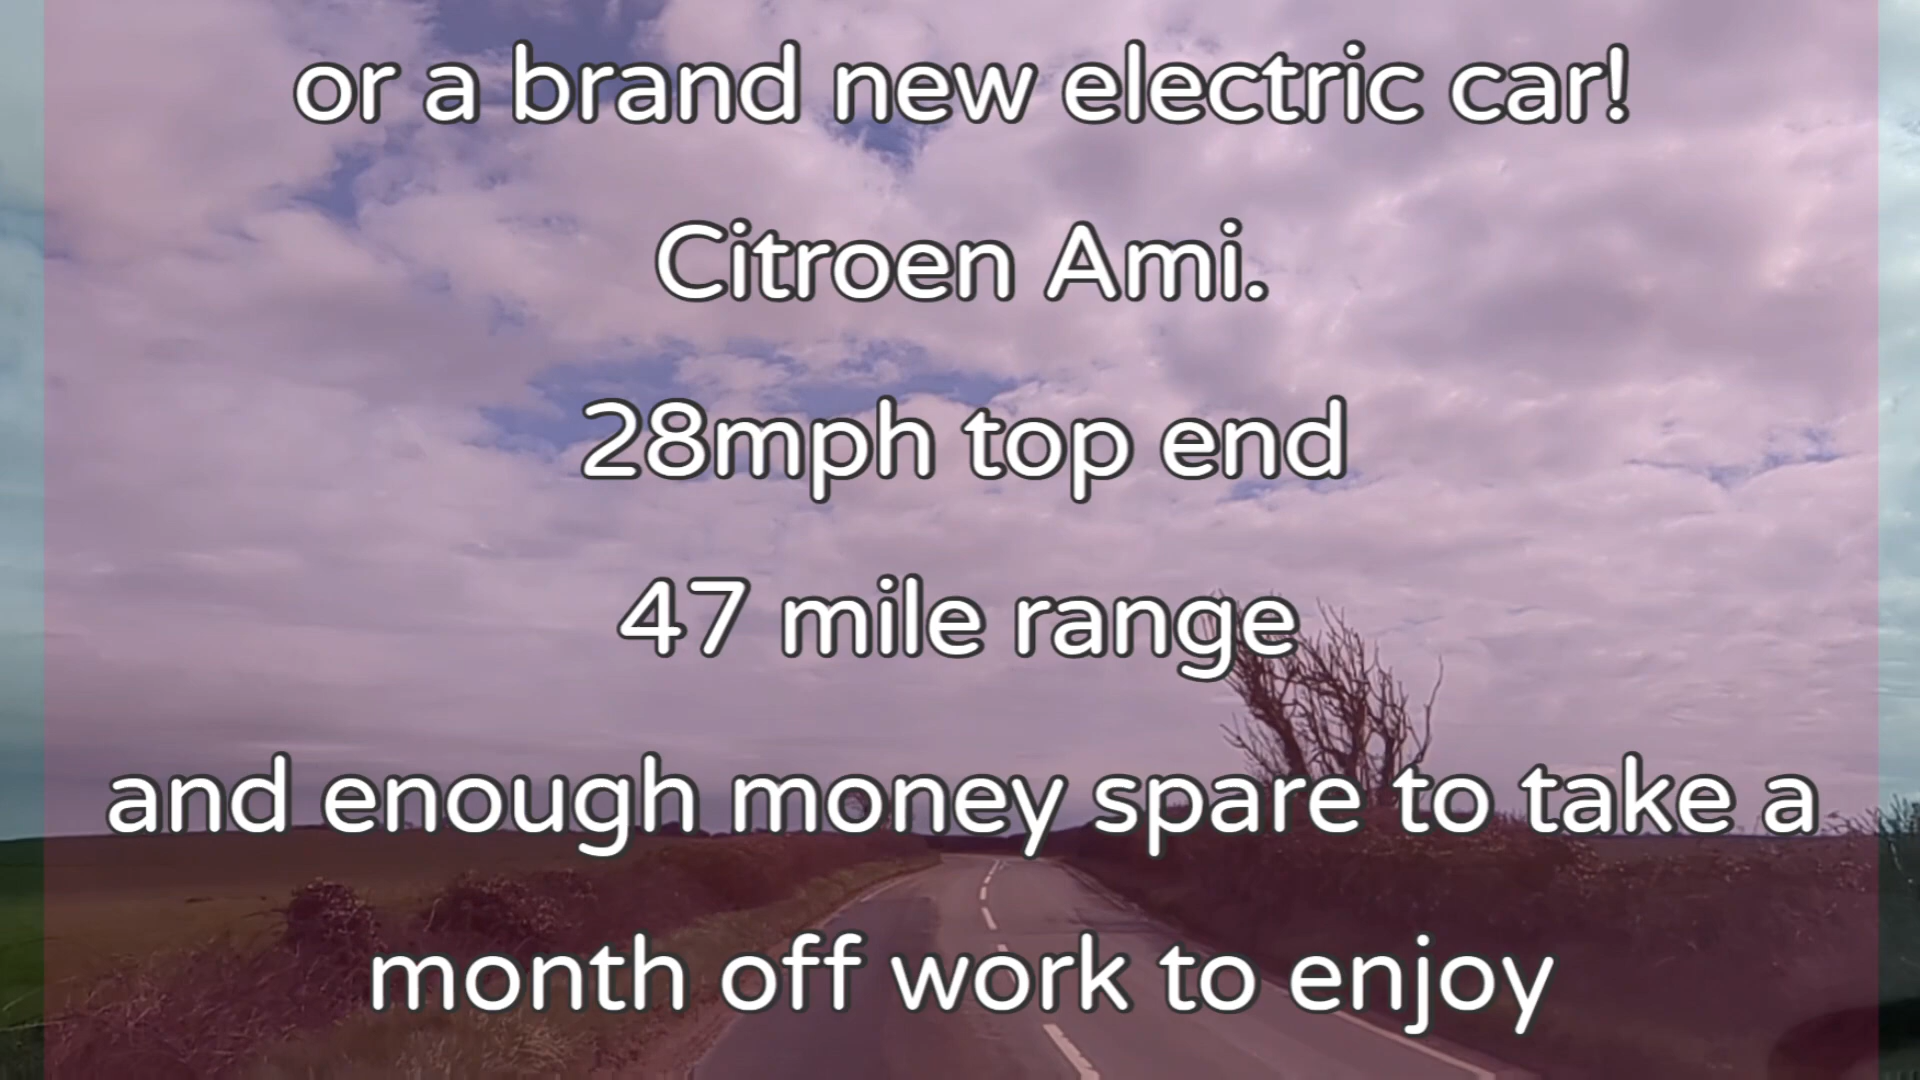 or a brand new electric car!
Citroen Ami.
28mph top end
47 mile range
and enough money spare to take a
month off work to enjoy